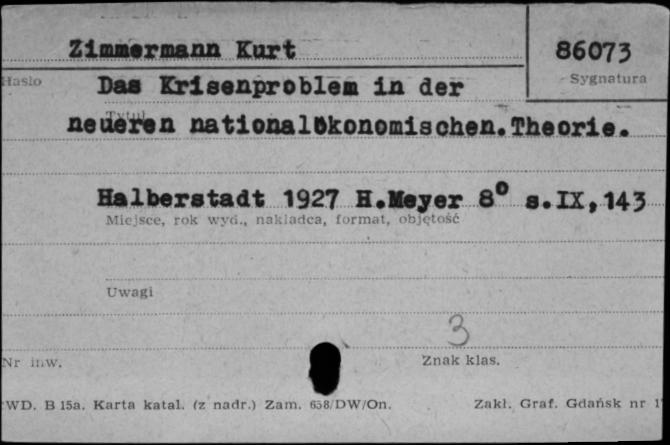 Zimmermann Kurt
86073
Hasło
Sygnatura
Das Krisenproblem in der
Tytuł
neueren nationalökonomischen.Theorie.
Halberstadt 1927 H.Meyer 8° s.IX,143
Miejsce, rok wyd., nakładca, format, objętość
Uwagi
3
Nr inw.
Znak klas.
WD. B 15a. Karta katal. (z nadr.) Zam. 658/DW/On.
Zakł. Graf. Gdańsk nr 1